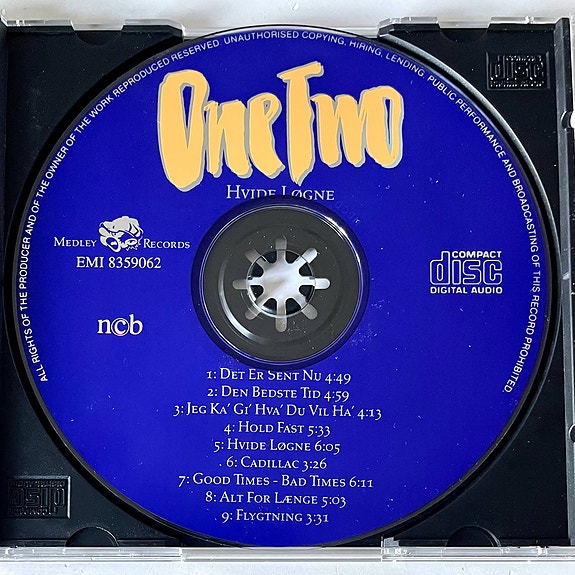 ALL RIGHTS OF THE PRODUCER AND OF THE OWNER OF THE WORK REPRODUCED RESERVED. UNAUTHORISED COPYING, HIRING, LENDING, PUBLIC PERFORMANCE AND BROADCASTING OF THIS RECORD PROHIBITED.
OneTwo
HVIDE LØGNE
MEDLEY RECORDS
EMI 8359062
COMPACT
disc
DIGITAL AUDIO
ncb
1: DET ER SENT NU 4:49
2: DEN BEDSTE TID 4:59
3: JEG KA´ GI´ HVA´ DU VIL HA´ 4:13
4: HOLD FAST 5:33
5: HVIDE LØGNE 6:05
. 6: CADILLAC 3:26
7: GOOD TIMES - BAD TIMES 6:11
8: ALT FOR LÆNGE 5:03
9: FLYGTNING 3:31
disc
disc